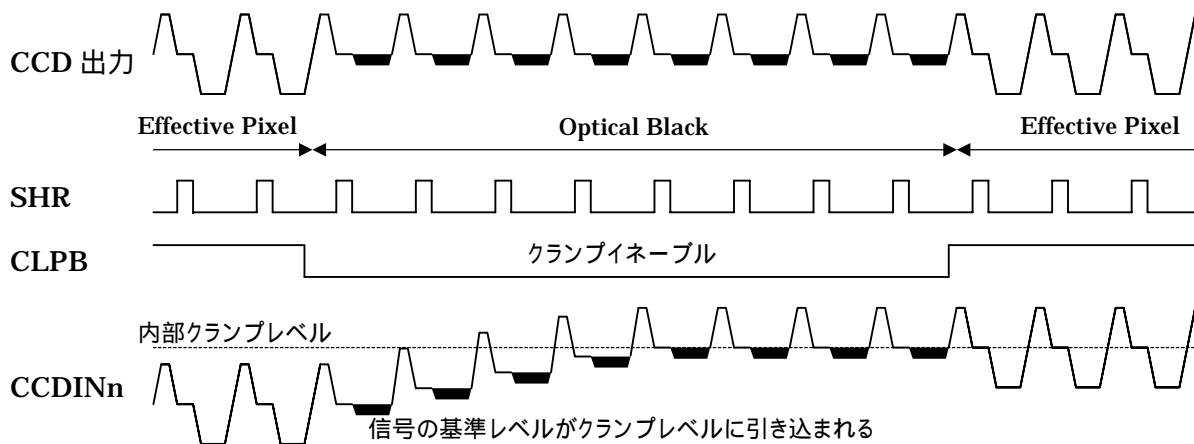 CCD 出力
Effective Pixel
Optical Black
Effective Pixel
SHR
CLPB
クランプイネーブル
内部クランプレベル
CCDINn
信号の基準レベルがクランプレベルに引き込まれる